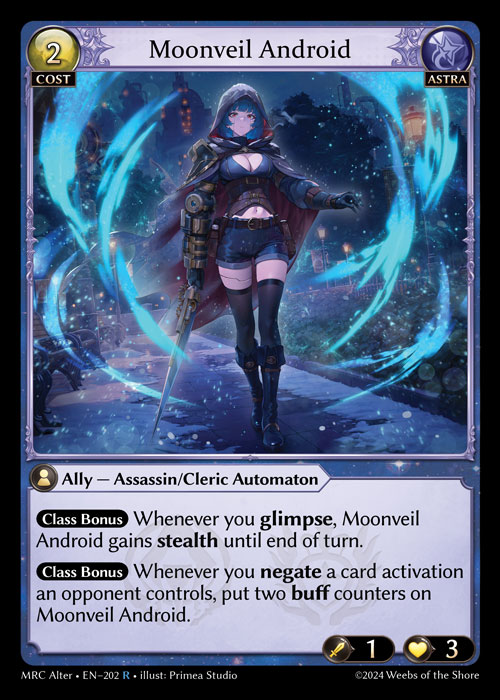 2
COST
Moonveil Android
ASTRA
Ally — Assassin/Cleric Automaton
Class Bonus Whenever you glimpse, Moonveil
Android gains stealth until end of turn.
Class Bonus Whenever you negate a card activation
an opponent controls, put two buff counters on
Moonveil Android.
1
3
MRC Alter • EN–202 R • illust: Primea Studio
©2024 Weebs of the Shore